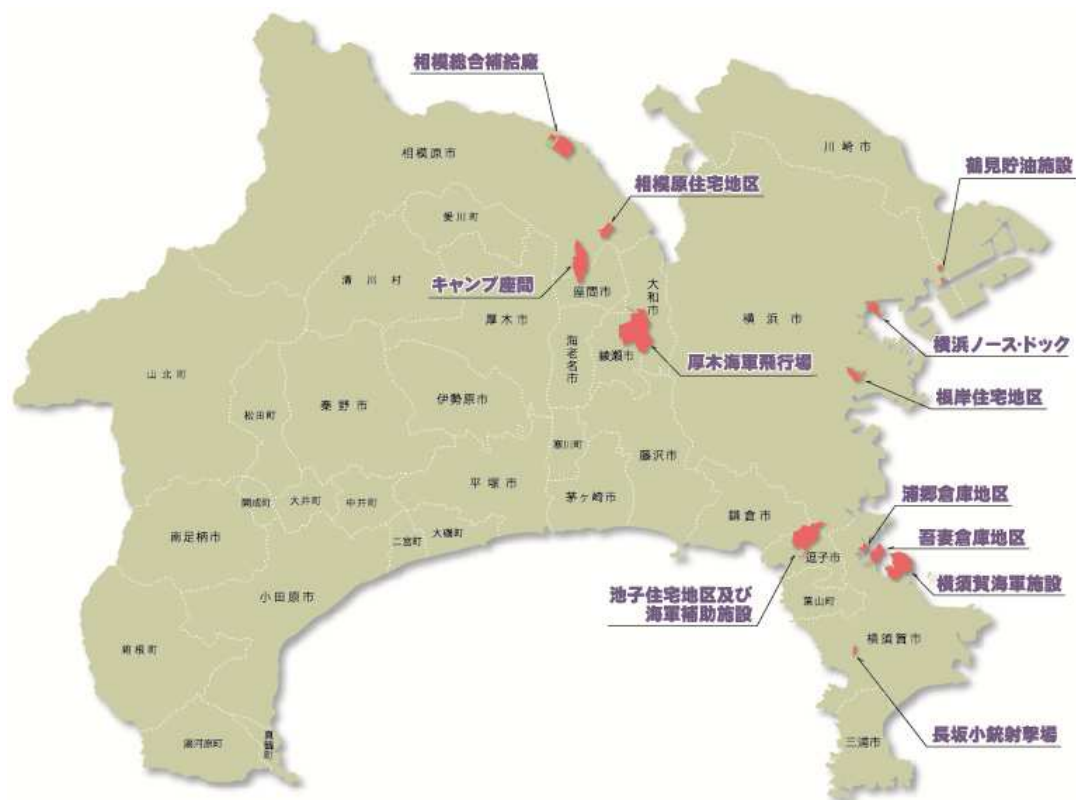 相模総合補給廠
川崎市
相模原市
鶴見貯油施設
相模原住宅地区
愛川町
清川村
キャンプ座間
座間市
大和市
厚木市
横浜市
海老名市
綾瀬市
横浜ノース・ドック
厚木海軍飛行場
山北町
根岸住宅地区
秦野市
伊勢原市
松田町
寒川町
藤沢市
平塚市
開成町
大井町
中井町
茅ヶ崎市
浦郷倉庫地区
鎌倉市
南足柄市
大磯町
二宮町
吾妻倉庫地区
逗子市
横須賀海軍施設
小田原市
池子住宅地区及び
海軍補助施設
葉山町
横須賀市
箱根町
長坂小銃射撃場
湯河原町
真鶴町
三浦市